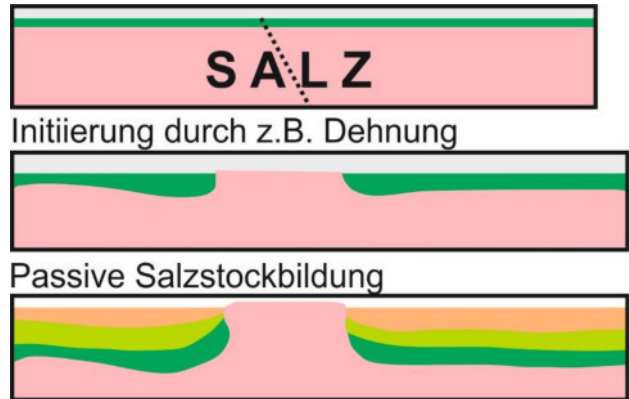 SALZ
Initiierung durch z.B. Dehnung
Passive Salzstockbildung